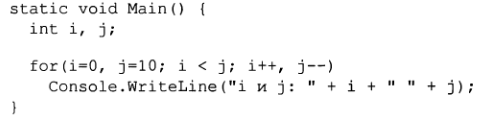 static void Main() {
int i, j;
for(i=0, j=10; i < j; i++, j--)
Console.WriteLine("i и j: " + i + " " + j);
}